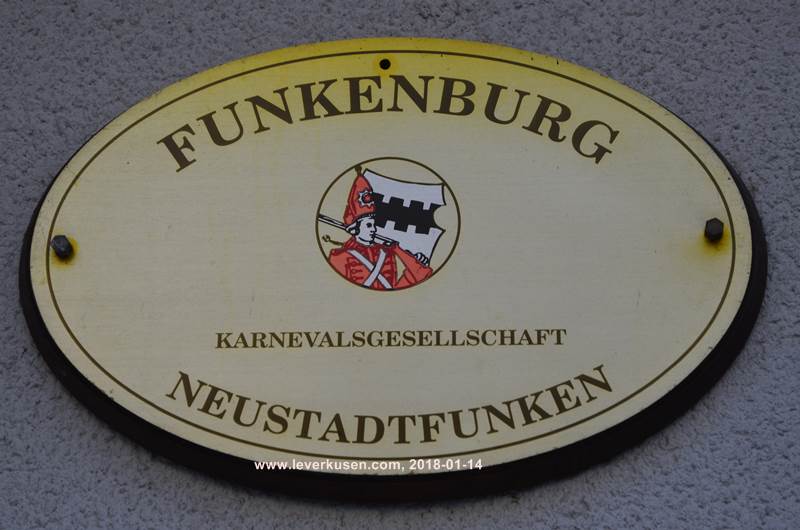 FUNKENBURG
KARNEVALSGESELLSCHAFT
NEUSTADTFUNKEN
www.leverkusen.com, 2018-01-14